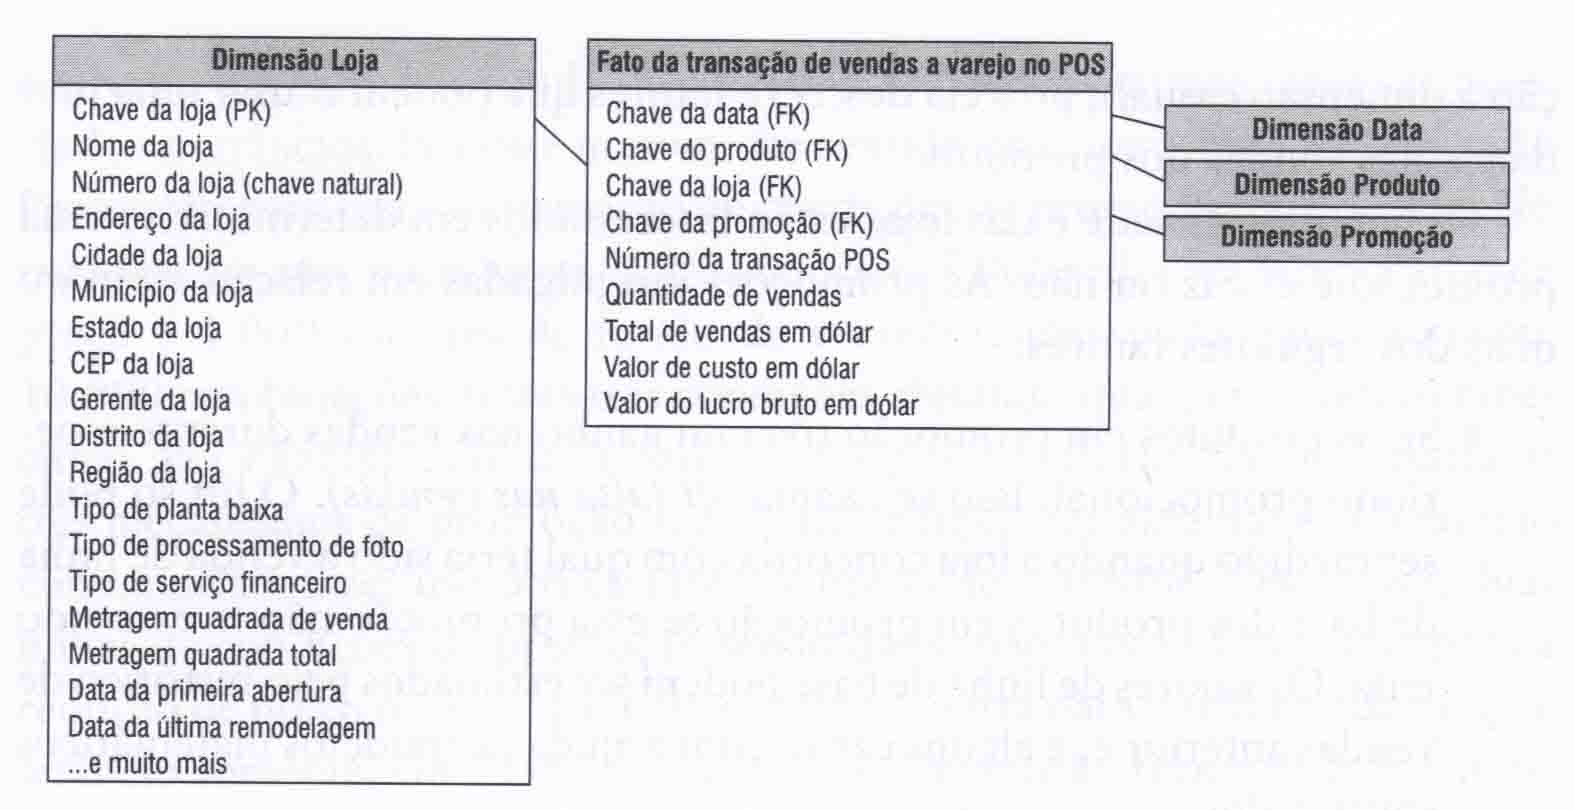 Dimensão Loja
Chave da loja (PK)
Nome da loja
Número da loja (chave natural)
Endereço da loja
Cidade da loja
Município da loja
Estado da loja
CEP da loja
Gerente da loja
Distrito da loja
Região da loja
Tipo de planta baixa
Tipo de processamento de foto
Tipo de serviço financeiro
Metragem quadrada de venda
Metragem quadrada total
Data da primeira abertura
Data da última remodelagem
...e muito mais
Fato da transação de vendas a varejo no POS
Chave da data (FK)
Chave do produto (FK)
Chave da loja (FK)
Chave da promoção (FK)
Número da transação POS
Quantidade de vendas
Total de vendas em dólar
Valor de custo em dólar
Valor do lucro bruto em dólar
Dimensão Data
Dimensão Produto
Dimensão Promoção